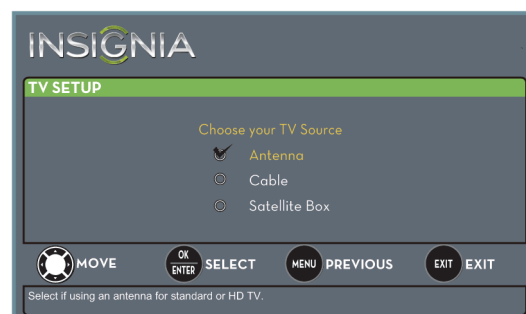 INSIGNIA
TV SETUP
Choose your TV Source
Antenna
Cable
Satellite Box
MOVE OK ENTER SELECT MENU PREVIOUS EXIT EXIT
Select if using an antenna for standard or HD TV.